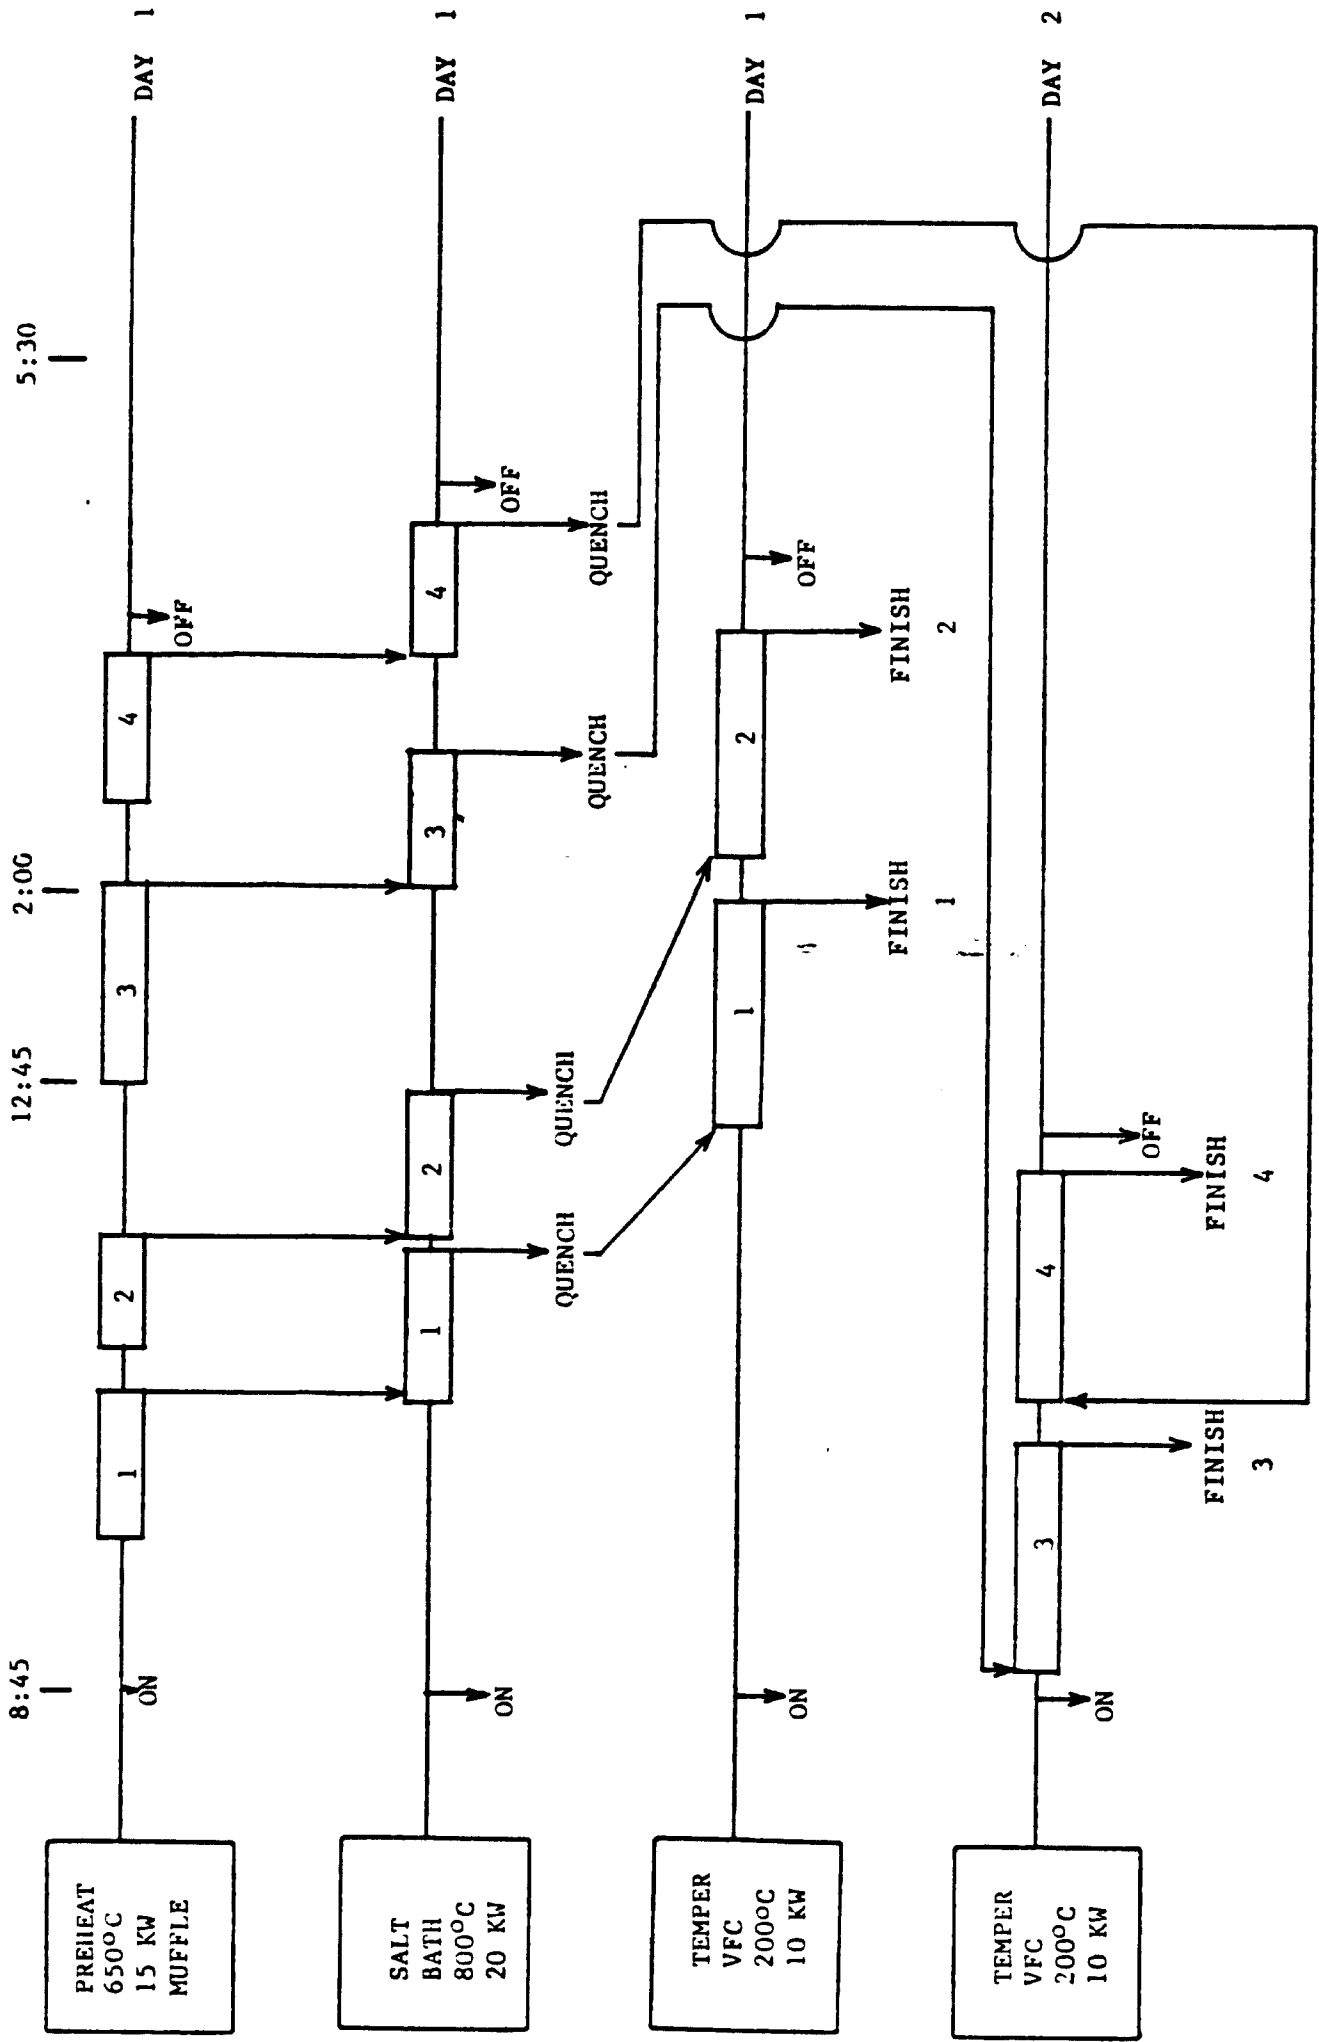 8:45
12:45
2:00
5:30
PREHEAT
650°C
15 KW
MUFFLE
ON
1
2
3
4
OFF
DAY 1
SALT
BATH
800°C
20 KW
ON
1
2
3
4
OFF
DAY 1
QUENCH
QUENCH
QUENCH
QUENCH
TEMPER
VFC
200°C
10 KW
ON
1
2
OFF
DAY 1
FINISH
1
FINISH
2
TEMPER
VFC
200°C
10 KW
ON
3
4
OFF
DAY 2
FINISH
3
FINISH
4